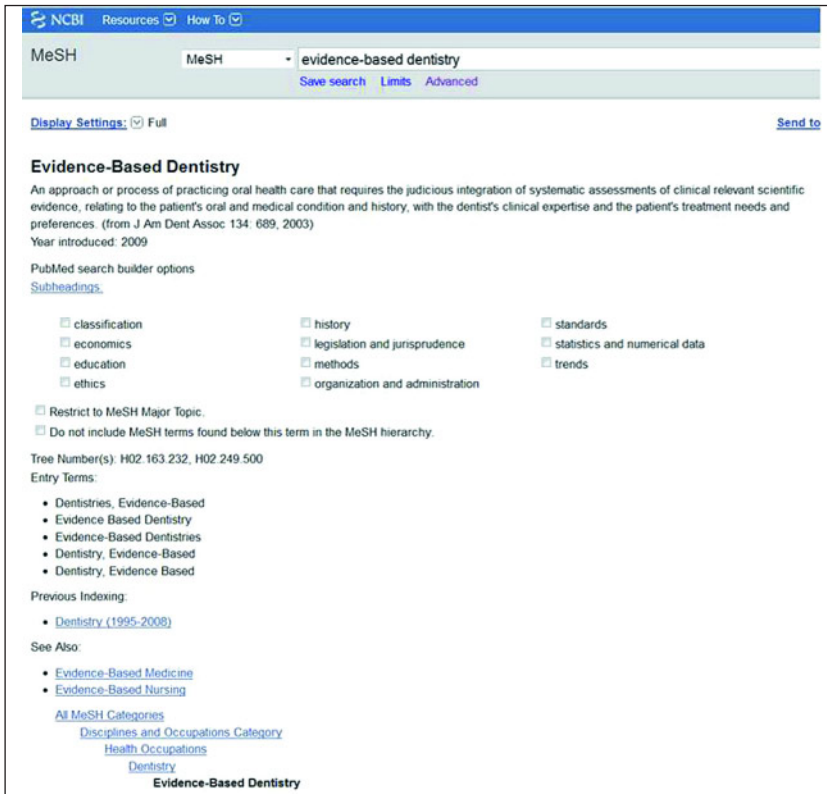 NCBI Resources How To
MeSH MeSH evidence-based dentistry
Save search Limits Advanced
Display Settings: Full Send to
Evidence-Based Dentistry
An approach or process of practicing oral health care that requires the judicious integration of systematic assessments of clinical relevant scientific
evidence, relating to the patient's oral and medical condition and history, with the dentist's clinical expertise and the patient's treatment needs and
preferences. (from J Am Dent Assoc 134: 689, 2003)
Year introduced: 2009
PubMed search builder options
Subheadings:
classification history standards
economics legislation and jurisprudence statistics and numerical data
education methods trends
ethics organization and administration
Restrict to MeSH Major Topic.
Do not include MeSH terms found below this term in the MeSH hierarchy.
Tree Number(s): H02.163.232, H02.249.500
Entry Terms:
• Dentistries, Evidence-Based
• Evidence Based Dentistry
• Evidence-Based Dentistries
• Dentistry, Evidence-Based
• Dentistry, Evidence Based
Previous Indexing:
• Dentistry (1995-2008)
See Also:
• Evidence-Based Medicine
• Evidence-Based Nursing
All MeSH Categories
Disciplines and Occupations Category
Health Occupations
Dentistry
Evidence-Based Dentistry